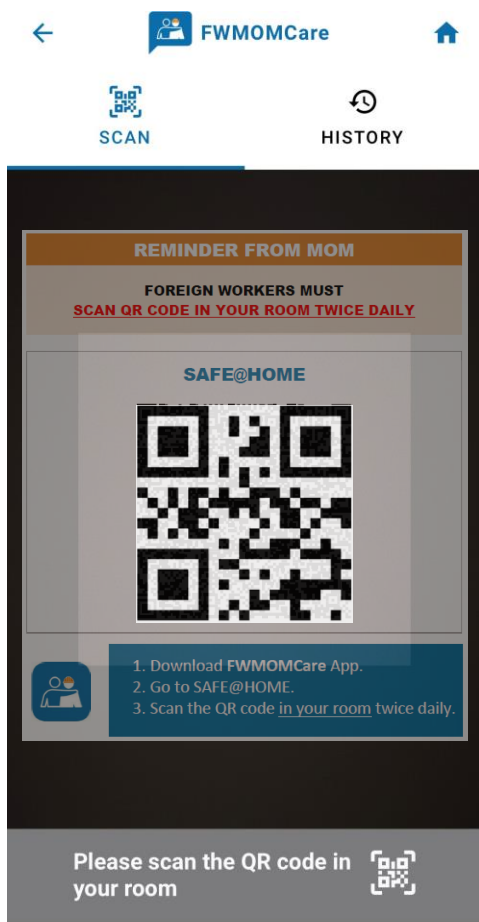 FWMOMCare
SCAN
HISTORY
REMINDER FROM MOM
FOREIGN WORKERS MUST
SCAN QR CODE IN YOUR ROOM TWICE DAILY
SAFE@HOME
1. Download FWMOMCare App.
2. Go to SAFE@HOME.
3. Scan the QR code in your room twice daily.
Please scan the QR code in
your room